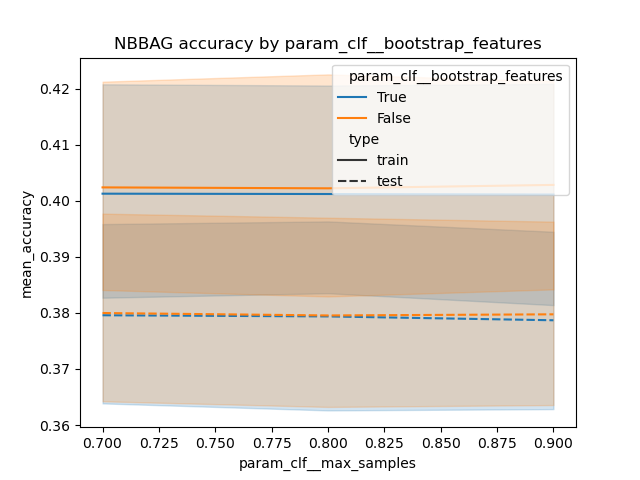 NBBAG accuracy by param_clf__bootstrap_features
param_clf__bootstrap_features
True
False
type
train
test
mean_accuracy
0.42
0.41
0.40
0.39
0.38
0.37
0.36
0.700 0.725 0.750 0.775 0.800 0.825 0.850 0.875 0.900
param_clf__max_samples